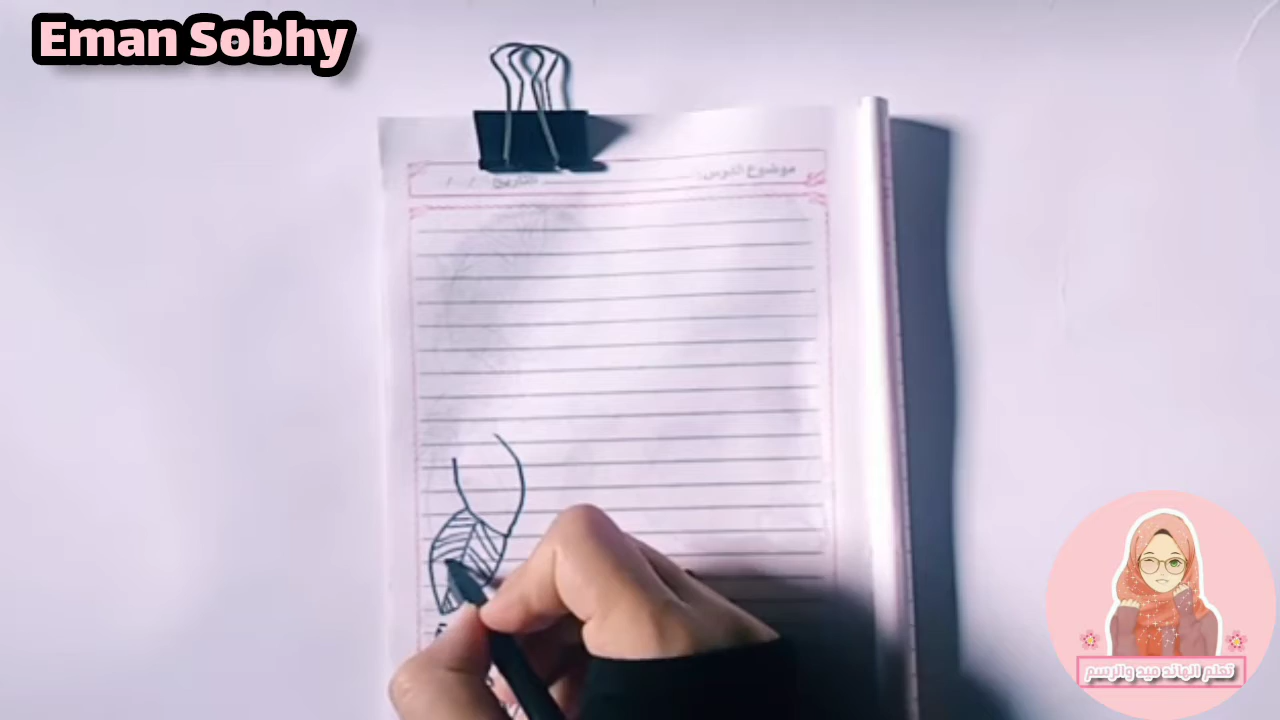 Eman Sobhy
موضوع الدرس:
التاريخ / /
تعلم الهاند ميد والرسم